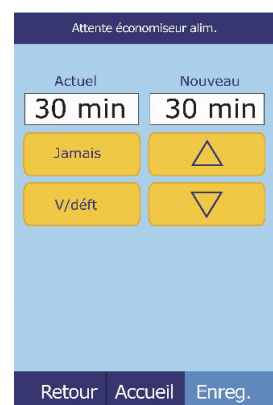 Attente économiseur alim.
Actuel Nouveau
30 min 30 min
Jamais
V/déft
Retour Accueil Enreg.